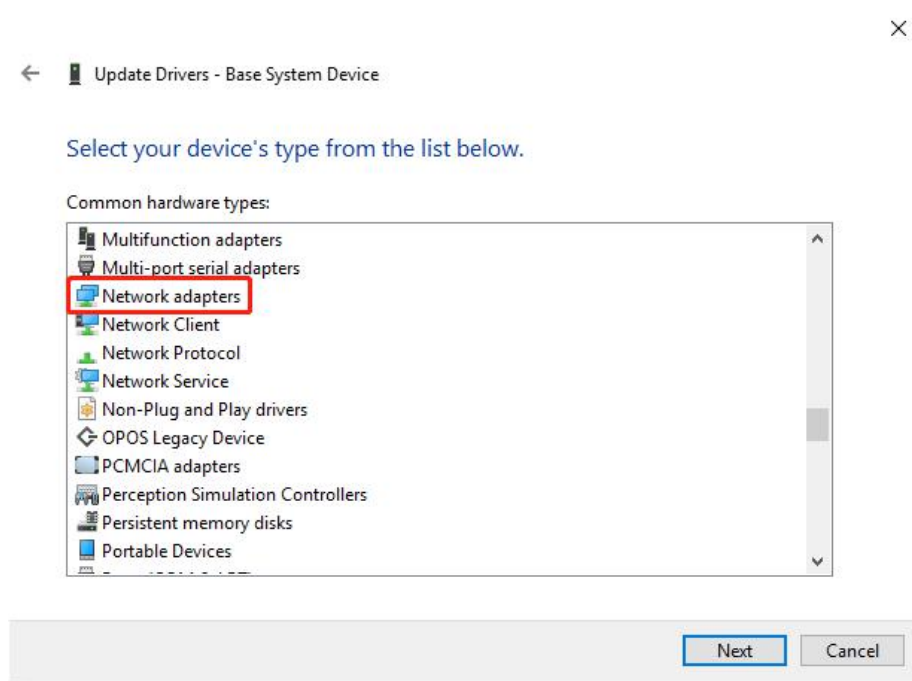 Update Drivers - Base System Device
Select your device's type from the list below.
Common hardware types:
Multifunction adapters
Multi-port serial adapters
Network adapters
Network Client
Network Protocol
Network Service
Non-Plug and Play drivers
OPOS Legacy Device
PCMCIA adapters
Perception Simulation Controllers
Persistent memory disks
Portable Devices
Next Cancel